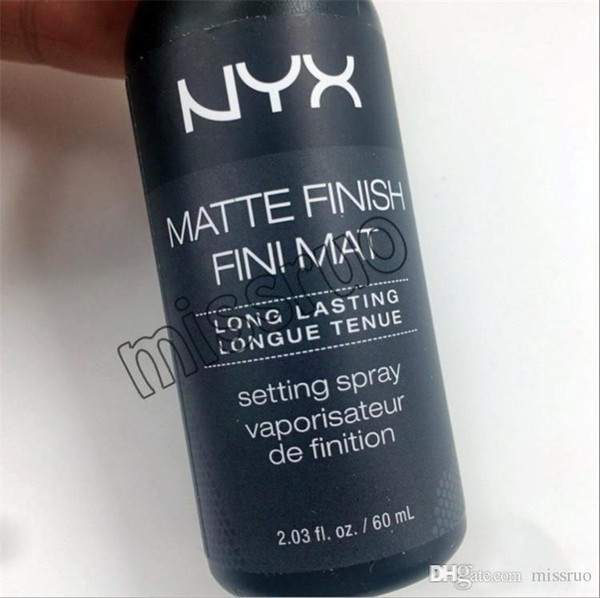 NYX
MATTE FINISH
FINI MAT
LONG LASTING
LONGUE TENUE
setting spray
vaporisateur
de finition
2.03 fl. oz. / 60 mL
missruo
DHgate.com missruo